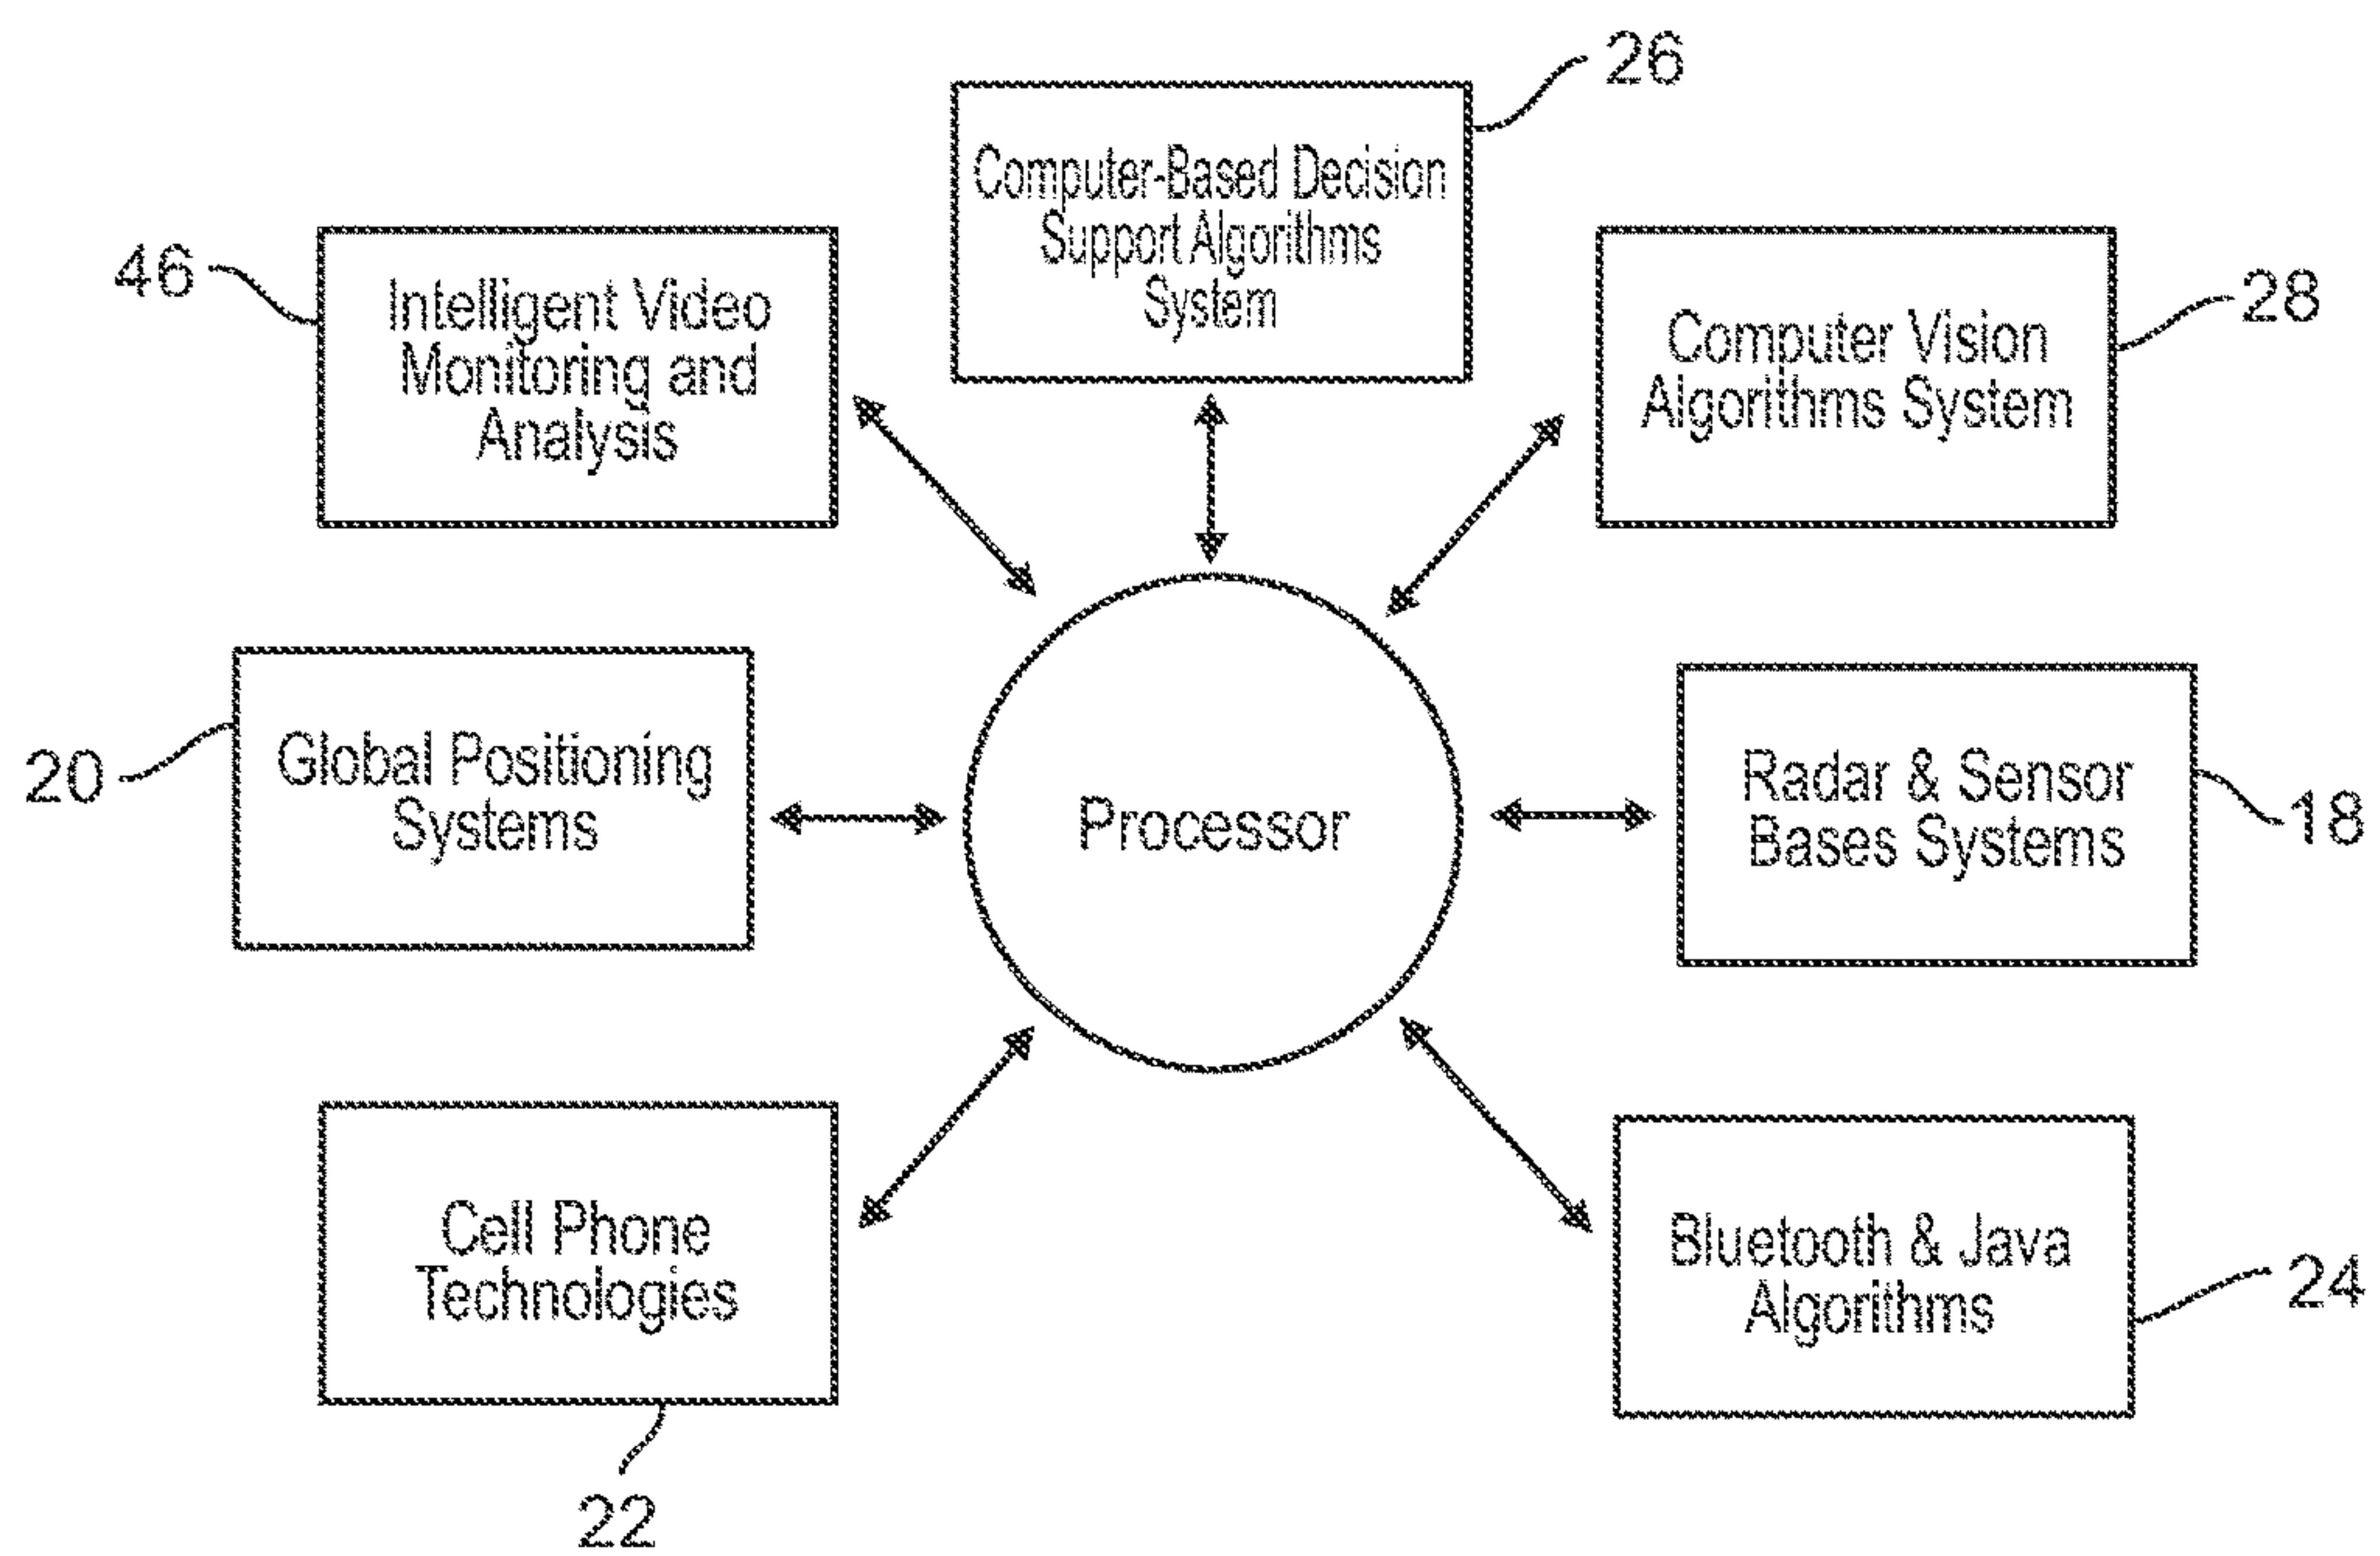 26
Computer-Based Decision
Support Algorithms
System
46
Intelligent Video
Monitoring and
Analysis
28
Computer Vision
Algorithms System
20
Global Positioning
Systems
Processor
Radar & Sensor
Bases Systems
18
Cell Phone
Technologies
22
Bluetooth & Java
Algorithms
24